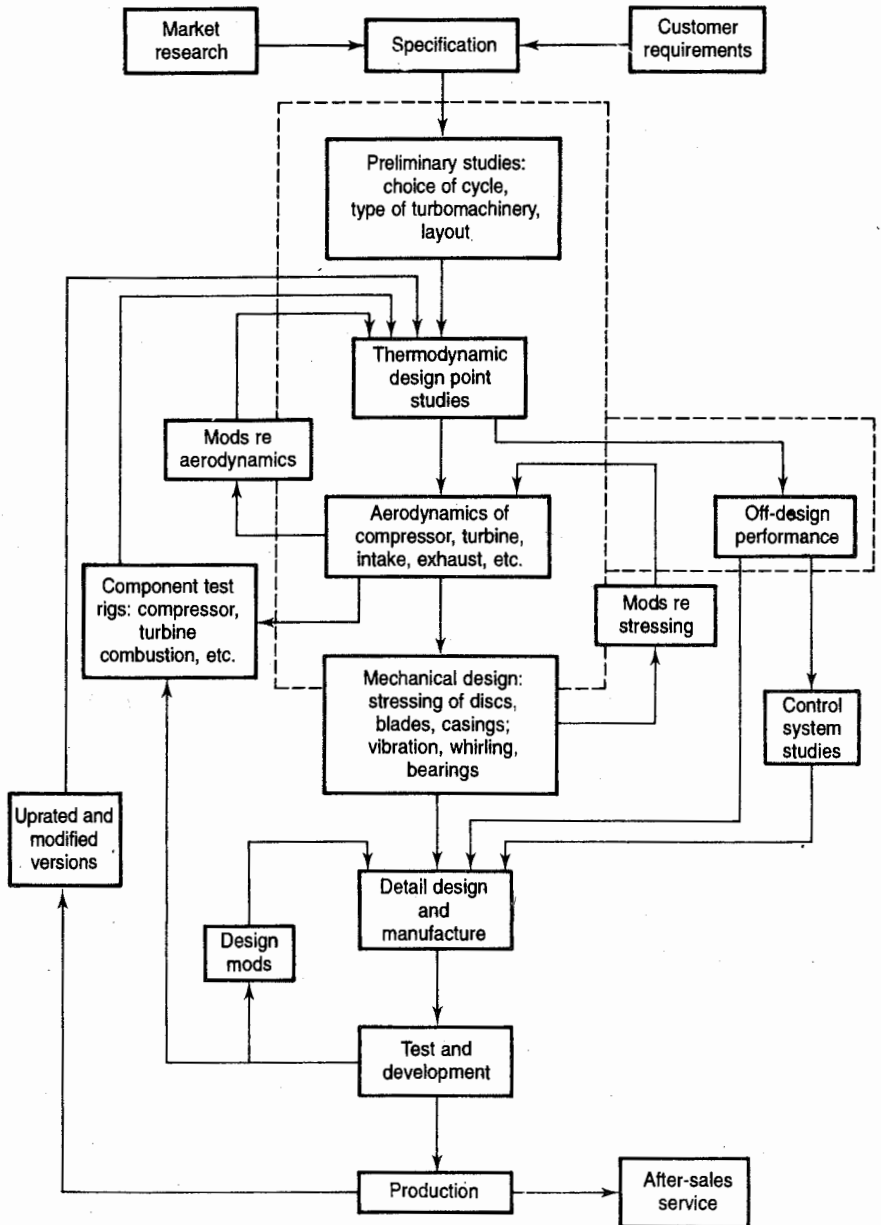 Market
research
Specification
Customer
requirements
Preliminary studies:
choice of cycle,
type of turbomachinery,
layout
Thermodynamic
design point
studies
Mods re
aerodynamics
Aerodynamics of
compressor, turbine,
intake, exhaust, etc.
Off-design
performance
Component test
rigs: compressor,
turbine
combustion, etc.
Mods re
stressing
Mechanical design:
stressing of discs,
blades, casings;
vibration, whirling,
bearings
Control
system
studies
Uprated and
modified
versions
Detail design
and
manufacture
Design
mods
Test and
development
Production
After-sales
service